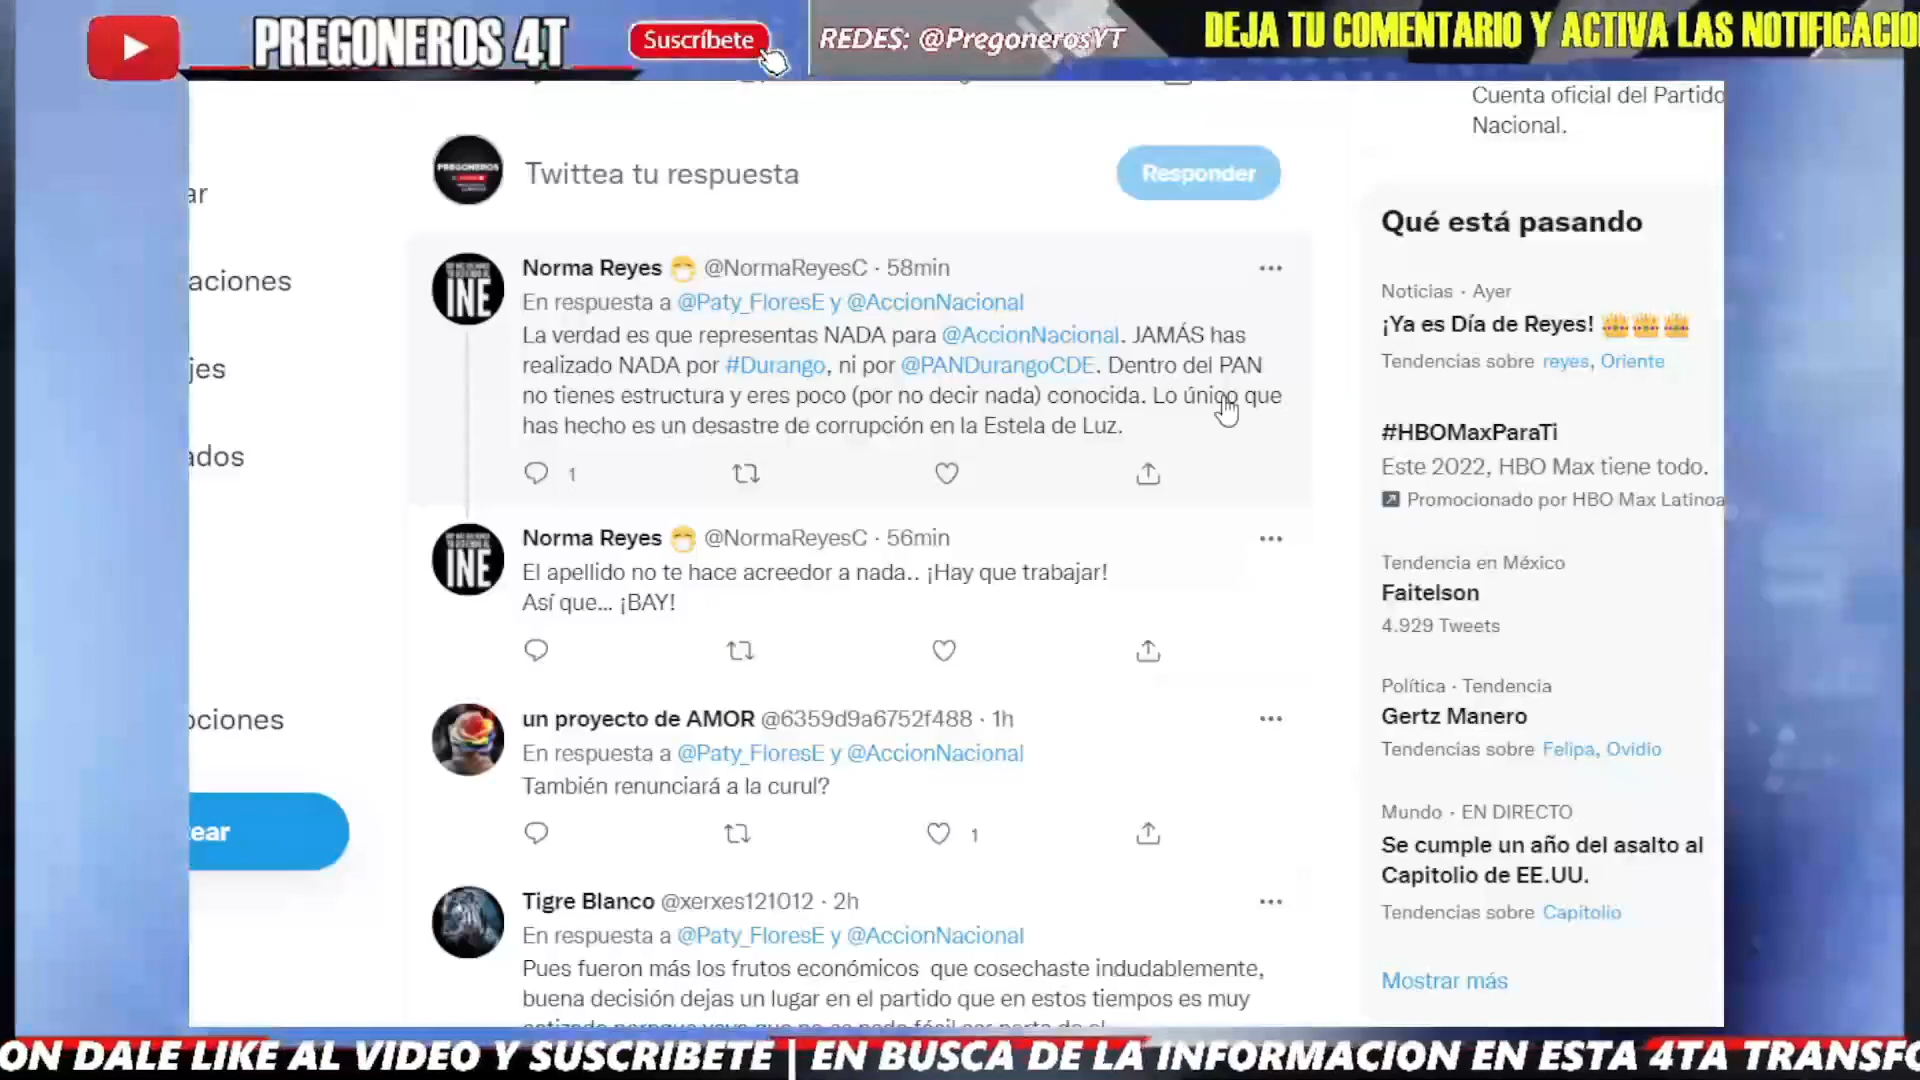 PREGONEROS 4T
Suscríbete
REDES: @PregonerosYT
DEJA TU COMENTARIO Y ACTIVA LAS NOTIFICACIO
Cuenta oficial del Partido
Nacional.
ar
aciones
jes
ados
ociones
ear
PREGONEROS
Twittea tu respuesta
Responder
INE
Norma Reyes @NormaReyesC · 58min
En respuesta a @Paty_FloresE y @AccionNacional
La verdad es que representas NADA para @AccionNacional. JAMÁS has
realizado NADA por #Durango, ni por @PANDurangoCDE. Dentro del PAN
no tienes estructura y eres poco (por no decir nada) conocida. Lo único que
has hecho es un desastre de corrupción en la Estela de Luz.
1
INE
Norma Reyes @NormaReyesC · 56min
El apellido no te hace acreedor a nada.. ¡Hay que trabajar!
Así que... ¡BAY!
un proyecto de AMOR @6359d9a6752f488 · 1h
En respuesta a @Paty_FloresE y @AccionNacional
También renunciará a la curul?
1
Tigre Blanco @xerxes121012 · 2h
En respuesta a @Paty_FloresE y @AccionNacional
Pues fueron más los frutos económicos que cosechaste indudablemente,
buena decisión dejas un lugar en el partido que en estos tiempos es muy
Qué está pasando
Noticias · Ayer
¡Ya es Día de Reyes!
Tendencias sobre reyes, Oriente
#HBOMaxParaTi
Este 2022, HBO Max tiene todo.
Promocionado por HBO Max Latinoa
Tendencia en México
Faitelson
4.929 Tweets
Política · Tendencia
Gertz Manero
Tendencias sobre Felipa, Ovidio
Mundo · EN DIRECTO
Se cumple un año del asalto al
Capitolio de EE.UU.
Tendencias sobre Capitolio
Mostrar más
ON DALE LIKE AL VIDEO Y SUSCRIBETE | EN BUSCA DE LA INFORMACION EN ESTA 4TA TRANSFO